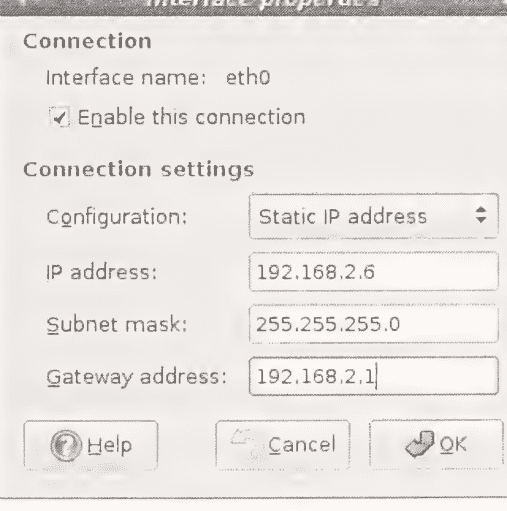 Interface properties
Connection
Interface name: eth0
Enable this connection
Connection settings
Configuration: Static IP address
IP address: 192.168.2.6
Subnet mask: 255.255.255.0
Gateway address: 192.168.2.1
Help Cancel OK